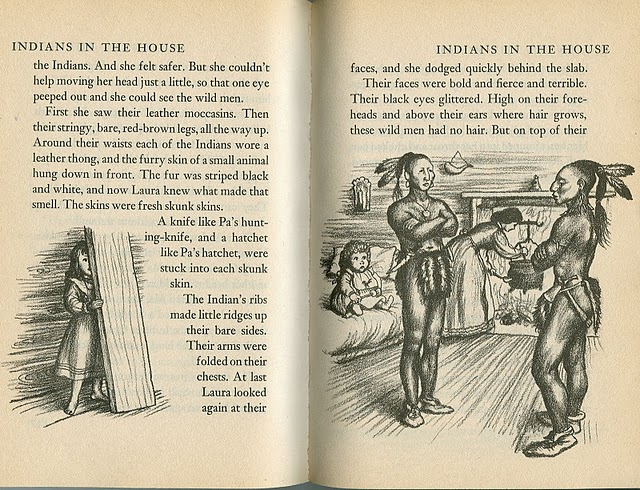 INDIANS IN THE HOUSE
the Indians. And she felt safer. But she couldn't
help moving her head just a little, so that one eye
peeped out and she could see the wild men.
First she saw their leather moccasins. Then
their stringy, bare, red-brown legs, all the way up.
Around their waists each of the Indians wore a
leather thong, and the furry skin of a small animal
hung down in front. The fur was striped black
and white, and now Laura knew what made that
smell. The skins were fresh skunk skins.
A knife like Pa's hunt-
ing-knife, and a hatchet
like Pa's hatchet, were
stuck into each skunk
skin.
The Indian's ribs
made little ridges up
their bare sides.
Their arms were
folded on their
chests. At last
Laura looked
again at their
INDIANS IN THE HOUSE
faces, and she dodged quickly behind the slab.
Their faces were bold and fierce and terrible.
Their black eyes glittered. High on their fore-
heads and above their ears where hair grows,
these wild men had no hair. But on top of their